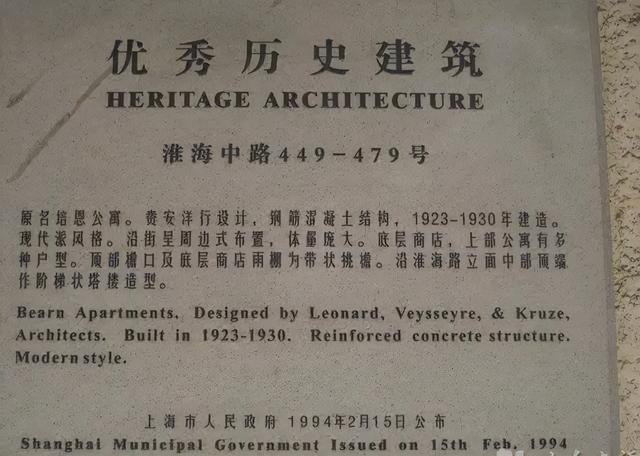 优秀历史建筑
HERITAGE ARCHITECTURE
淮海中路449-479号
原名培恩公寓。赉安洋行设计,钢筋混凝土结构,1923-1930年建造。
现代派风格。沿街呈周边式布置,体量庞大。底层商店,上部公寓有多
种户型。顶部檐口及底层商店雨棚为带状挑檐。沿淮海路立面中部顶端
作阶梯状塔楼造型。
Bearn Apartments. Designed by Leonard, Veysseyre, & Kruze,
Architects. Built in 1923-1930. Reinforced concrete structure.
Modern style.
上海市人民政府 1994年2月15日公布
Shanghai Municipal Government Issued on 15th Feb, 1994